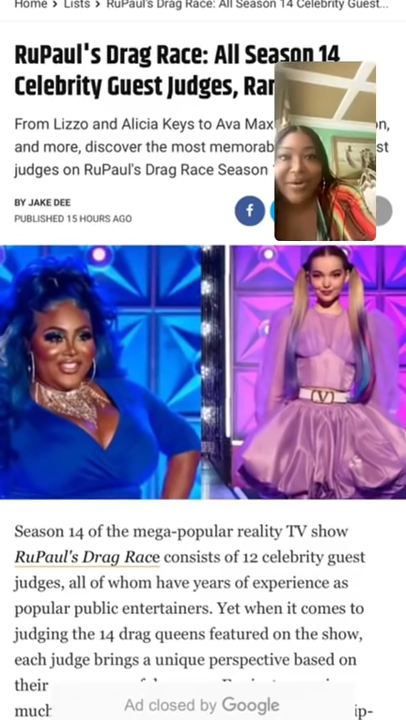 Home > Lists > RuPaul's Drag Race: All Season 14 Celebrity Guest...
RuPaul's Drag Race: All Season 14
Celebrity Guest Judges,
From Lizzo and Alicia Keys to Ava Max
and more, discover the most
judges on RuPaul's Drag Race Season
BY JAKE DEE
PUBLISHED 15 HOURS AGO
f
V
Season 14 of the mega-popular reality TV show
RuPaul's Drag Race consists of 12 celebrity guest
judges, all of whom have years of experience as
popular public entertainers. Yet when it comes to
judging the 14 drag queens featured on the show,
each judge brings a unique perspective based on
their
much
Ad closed by Google